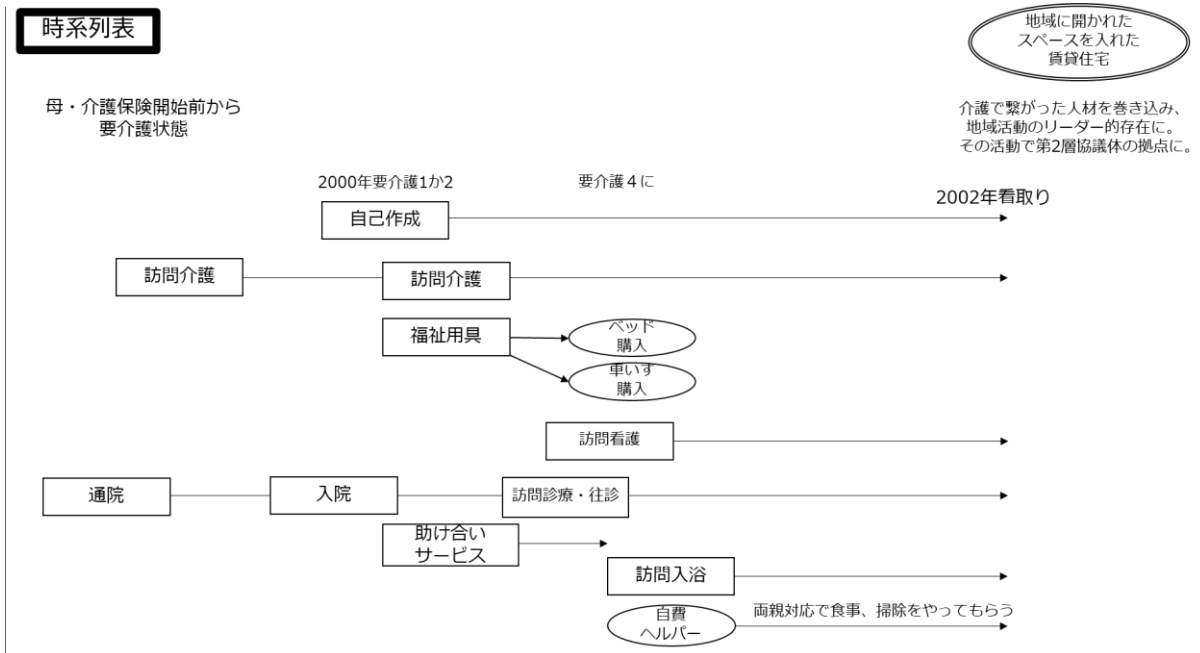 時系列表
地域に開かれた
スペースを入れた
賃貸住宅
母・介護保険開始前から
要介護状態
介護で繋がった人材を巻き込み、
地域活動のリーダー的存在に。
その活動で第2層協議体の拠点に。
2000年要介護1か2
要介護４に
2002年看取り
自己作成
訪問介護
訪問介護
福祉用具
ベッド
購入
車いす
購入
訪問看護
通院
入院
訪問診療・往診
助け合い
サービス
訪問入浴
自費
ヘルパー
両親対応で食事、掃除をやってもらう